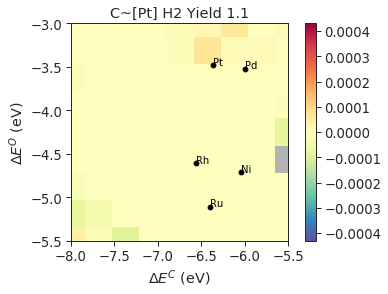 C~[Pt] H2 Yield 1.1
−3.0
−3.5
−4.0
−4.5
−5.0
−5.5
ΔE^O (eV)
Pt
Pd
Rh
Ni
Ru
−8.0 −7.5 −7.0 −6.5 −6.0 −5.5
ΔE^C (eV)
0.0004
0.0003
0.0002
0.0001
0.0000
−0.0001
−0.0002
−0.0003
−0.0004